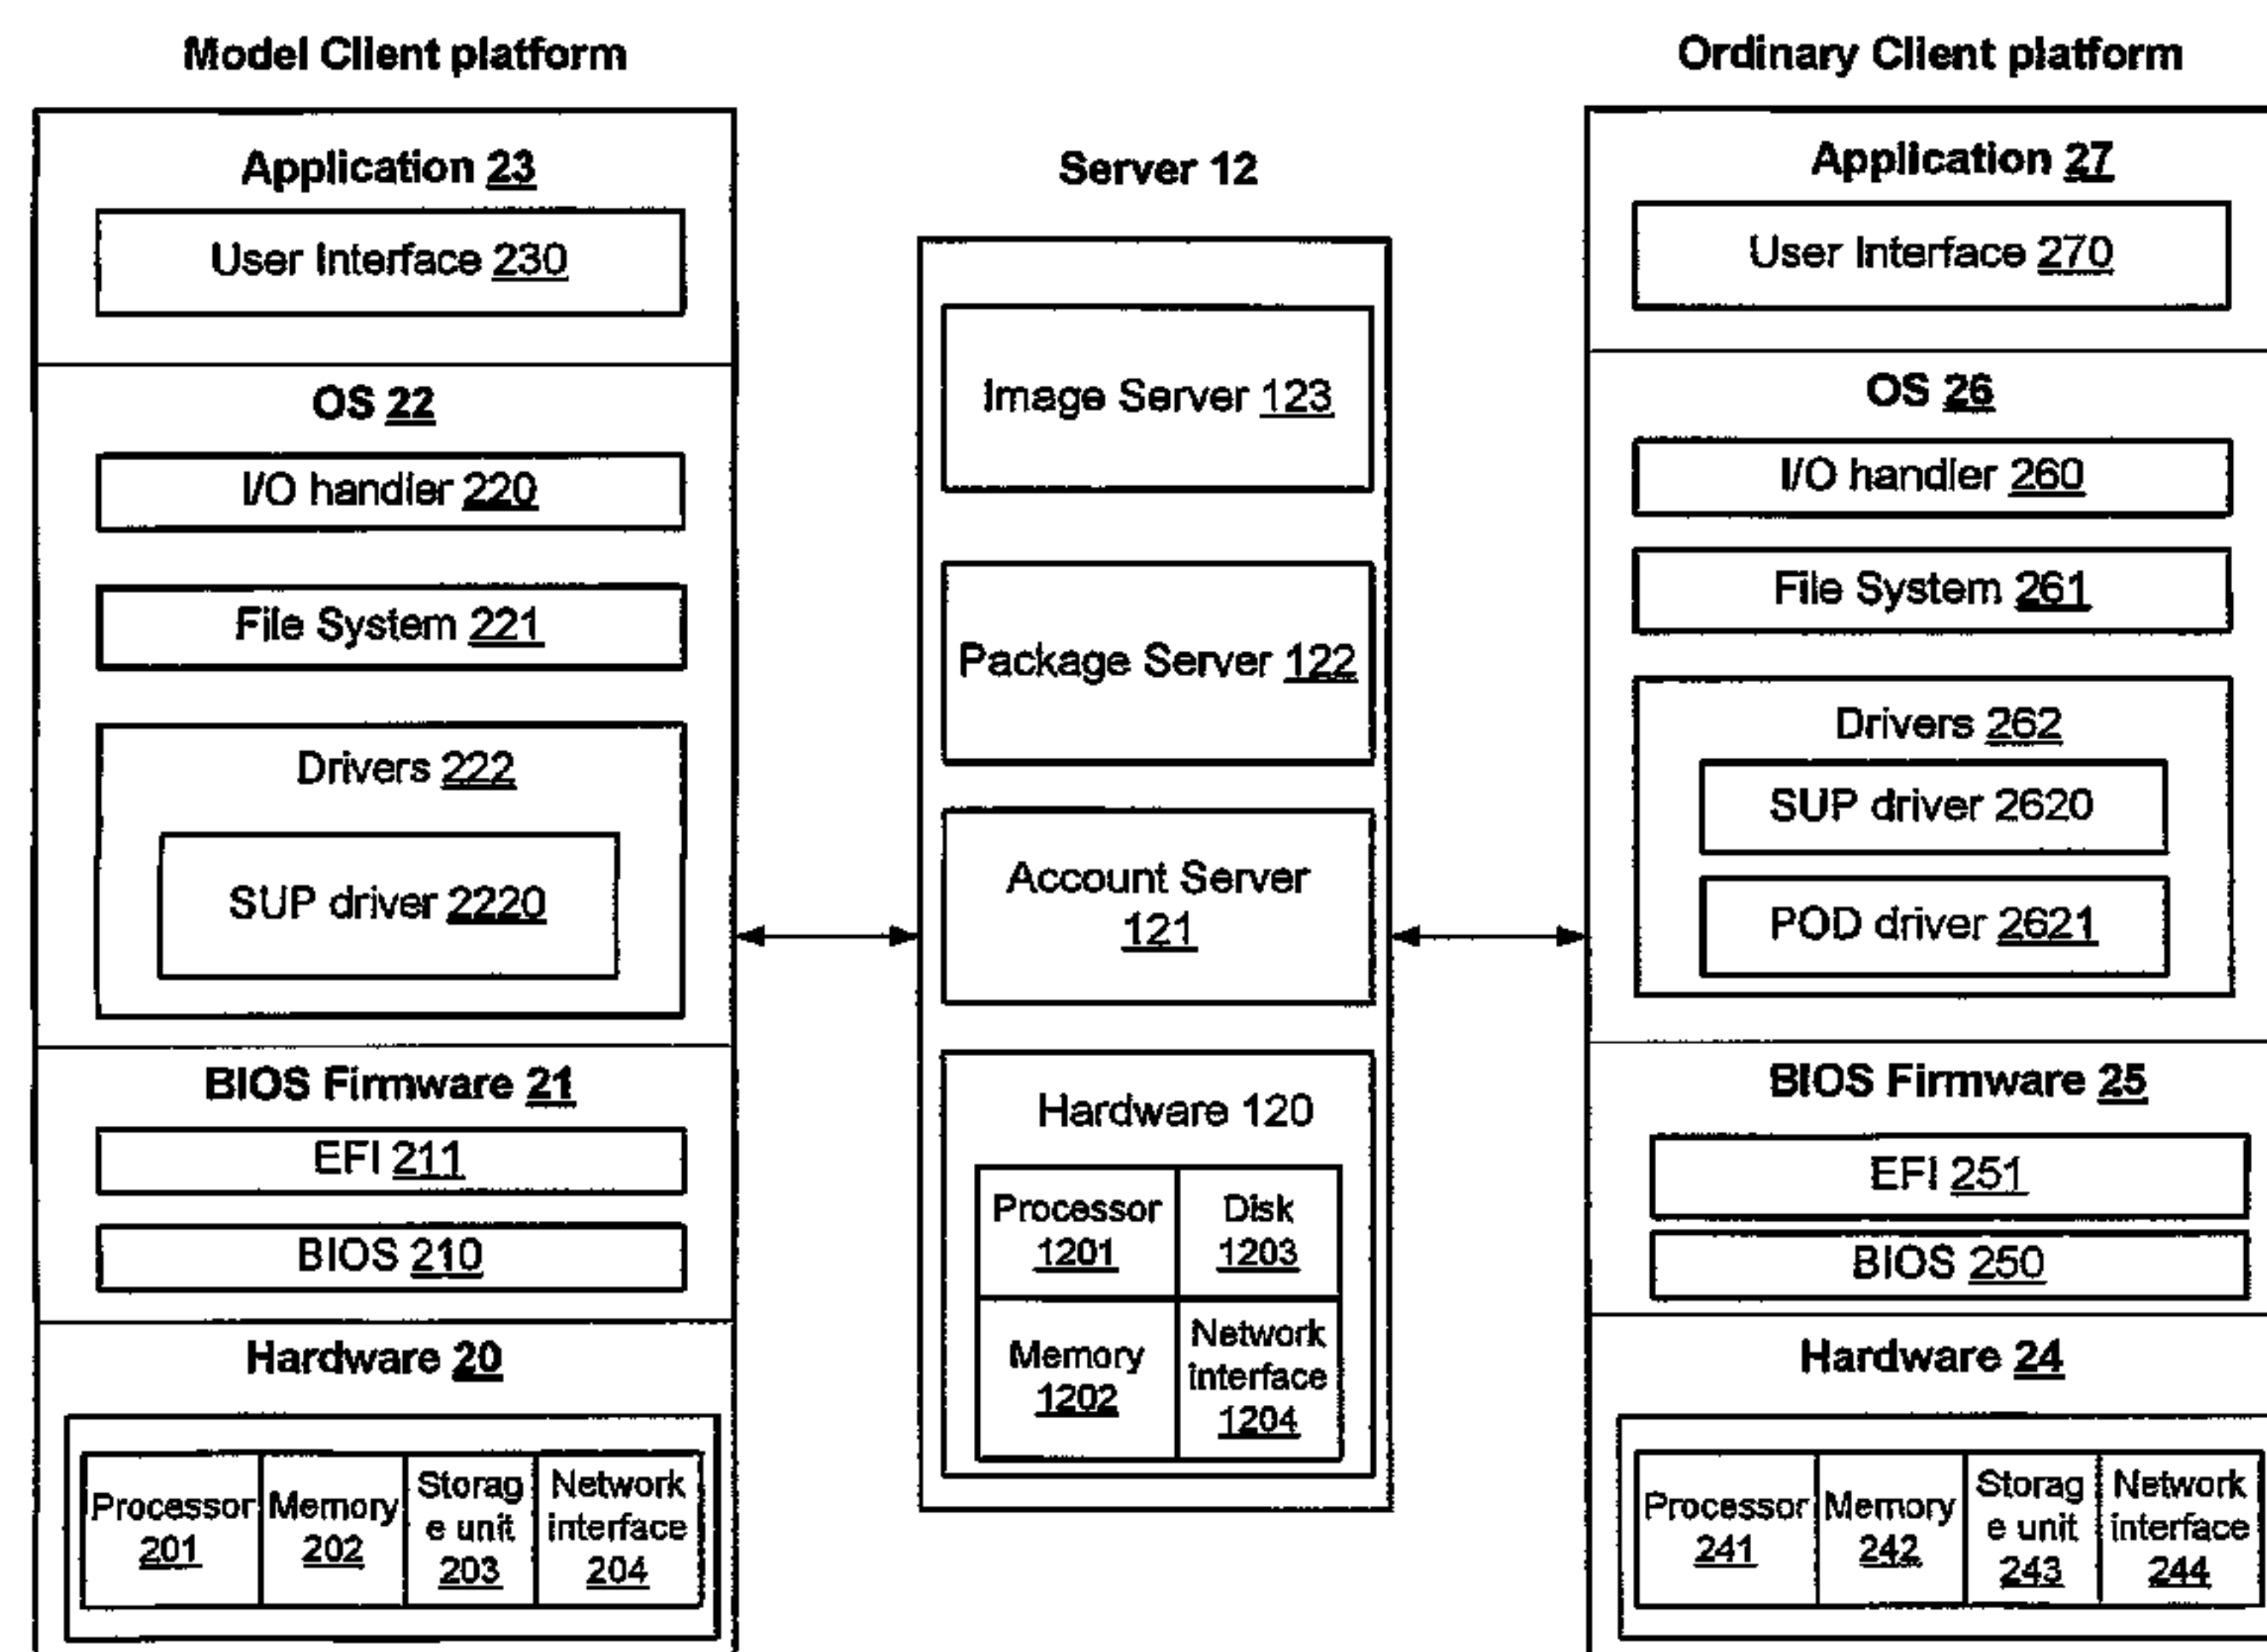 Model Client platform
Application 23
User Interface 230
OS 22
I/O handler 220
File System 221
Drivers 222
SUP driver 2220
BIOS Firmware 21
EFI 211
BIOS 210
Hardware 20
Processor
201
Memory
202
Storag
e unit
203
Network
interface
204
Server 12
Image Server 123
Package Server 122
Account Server
121
Hardware 120
Processor
1201
Disk
1203
Memory
1202
Network
interface
1204
Ordinary Client platform
Application 27
User Interface 270
OS 26
I/O handler 260
File System 261
Drivers 262
SUP driver 2620
POD driver 2621
BIOS Firmware 25
EFI 251
BIOS 250
Hardware 24
Processor
241
Memory
242
Storag
e unit
243
Network
interface
244